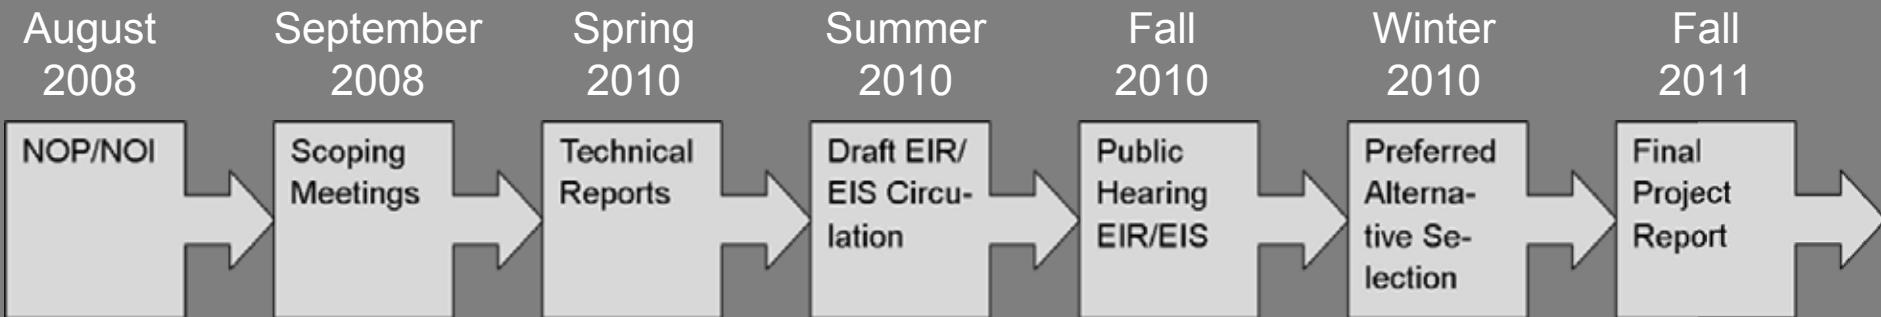 August
2008
September
2008
Spring
2010
Summer
2010
Fall
2010
Winter
2010
Fall
2011
NOP/NOI
Scoping
Meetings
Technical
Reports
Draft EIR/
EIS Circu-
lation
Public
Hearing
EIR/EIS
Preferred
Alterna-
tive Se-
lection
Final
Project
Report